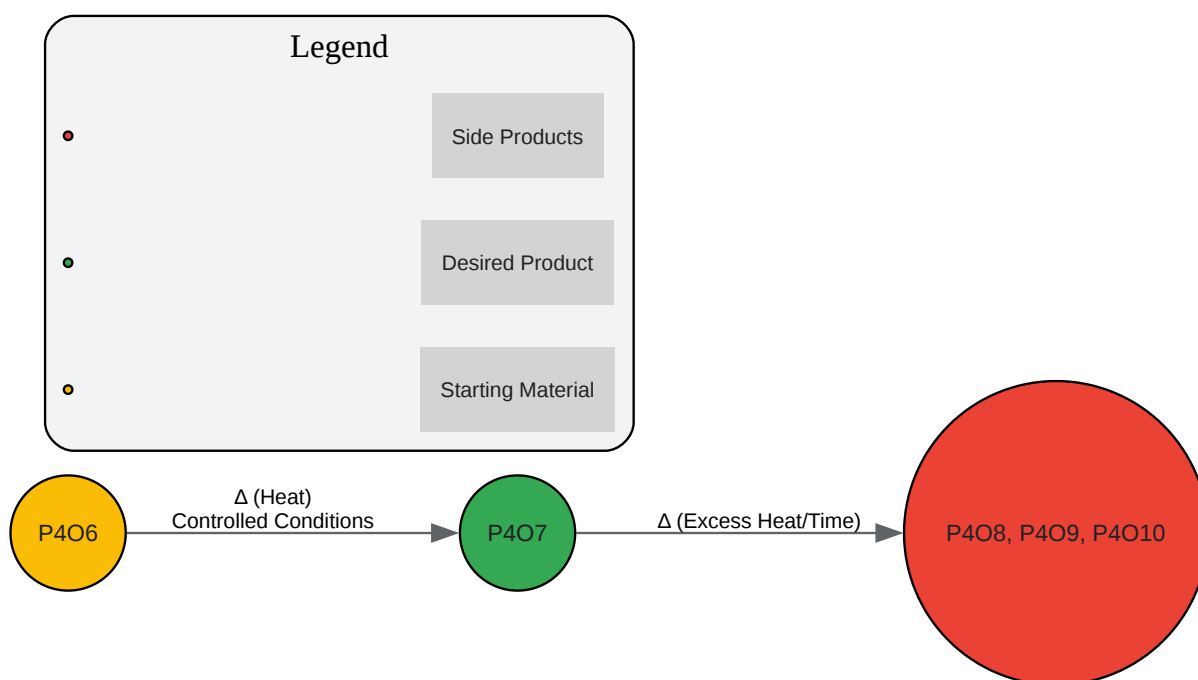 Legend
Side Products
Desired Product
Starting Material
Δ (Heat)
Controlled Conditions
Δ (Excess Heat/Time)
P4O6
P4O7
P4O8, P4O9, P4O10